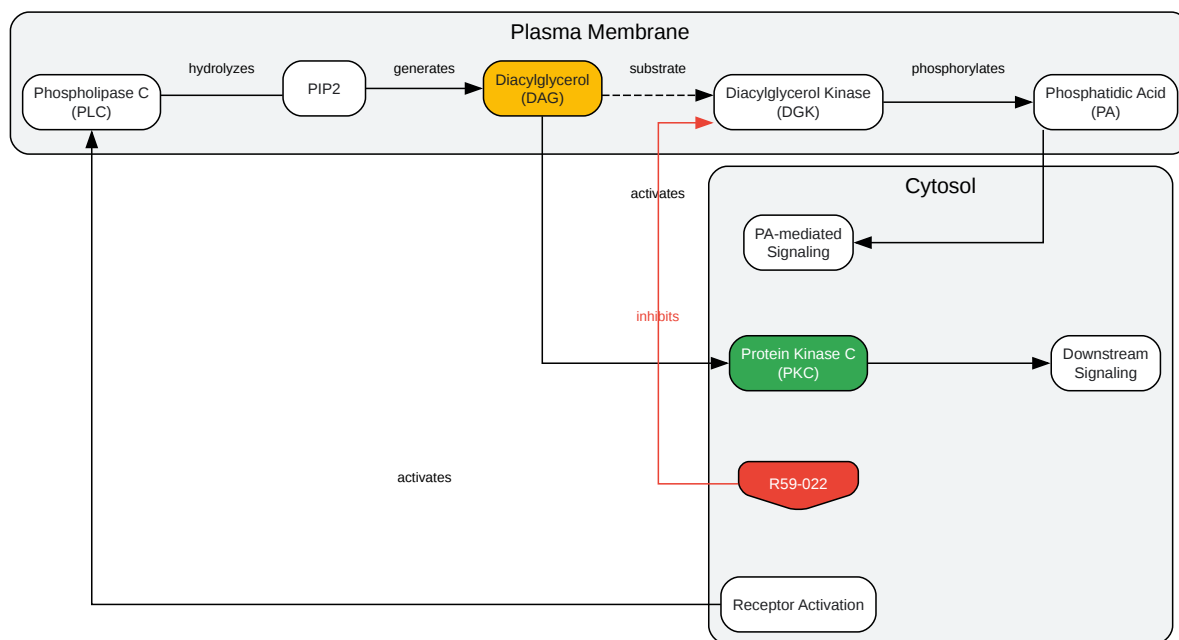 Plasma Membrane
hydrolyzes
generates
substrate
phosphorylates
Phospholipase C
(PLC)
PIP2
Diacylglycerol
(DAG)
Diacylglycerol Kinase
(DGK)
Phosphatidic Acid
(PA)
activates
Cytosol
PA-mediated
Signaling
inhibits
Protein Kinase C
(PKC)
Downstream
Signaling
activates
R59-022
Receptor Activation